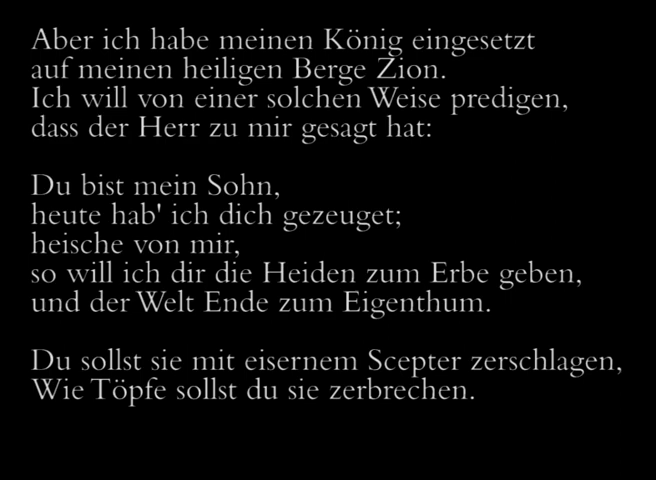 Aber ich habe meinen König eingesetzt
auf meinen heiligen Berge Zion.
Ich will von einer solchen Weise predigen,
dass der Herr zu mir gesagt hat:
Du bist mein Sohn,
heute hab' ich dich gezeuget;
heische von mir,
so will ich dir die Heiden zum Erbe geben,
und der Welt Ende zum Eigenthum.
Du sollst sie mit eisernem Scepter zerschlagen,
Wie Töpfe sollst du sie zerbrechen.